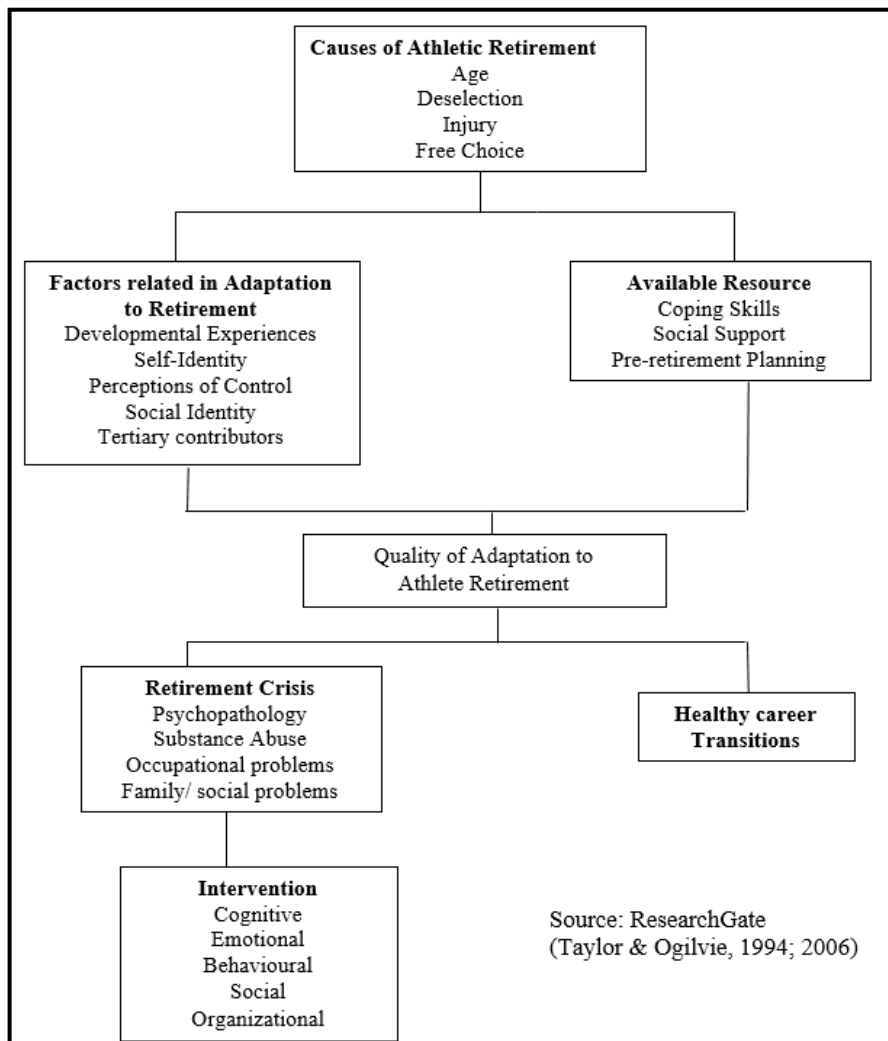 Causes of Athletic Retirement
Age
Deselection
Injury
Free Choice
Factors related in Adaptation
to Retirement
Developmental Experiences
Self-Identity
Perceptions of Control
Social Identity
Tertiary contributors
Available Resource
Coping Skills
Social Support
Pre-retirement Planning
Quality of Adaptation to
Athlete Retirement
Retirement Crisis
Psychopathology
Substance Abuse
Occupational problems
Family/ social problems
Healthy career
Transitions
Intervention
Cognitive
Emotional
Behavioural
Social
Organizational
Source: ResearchGate
(Taylor & Ogilvie, 1994; 2006)